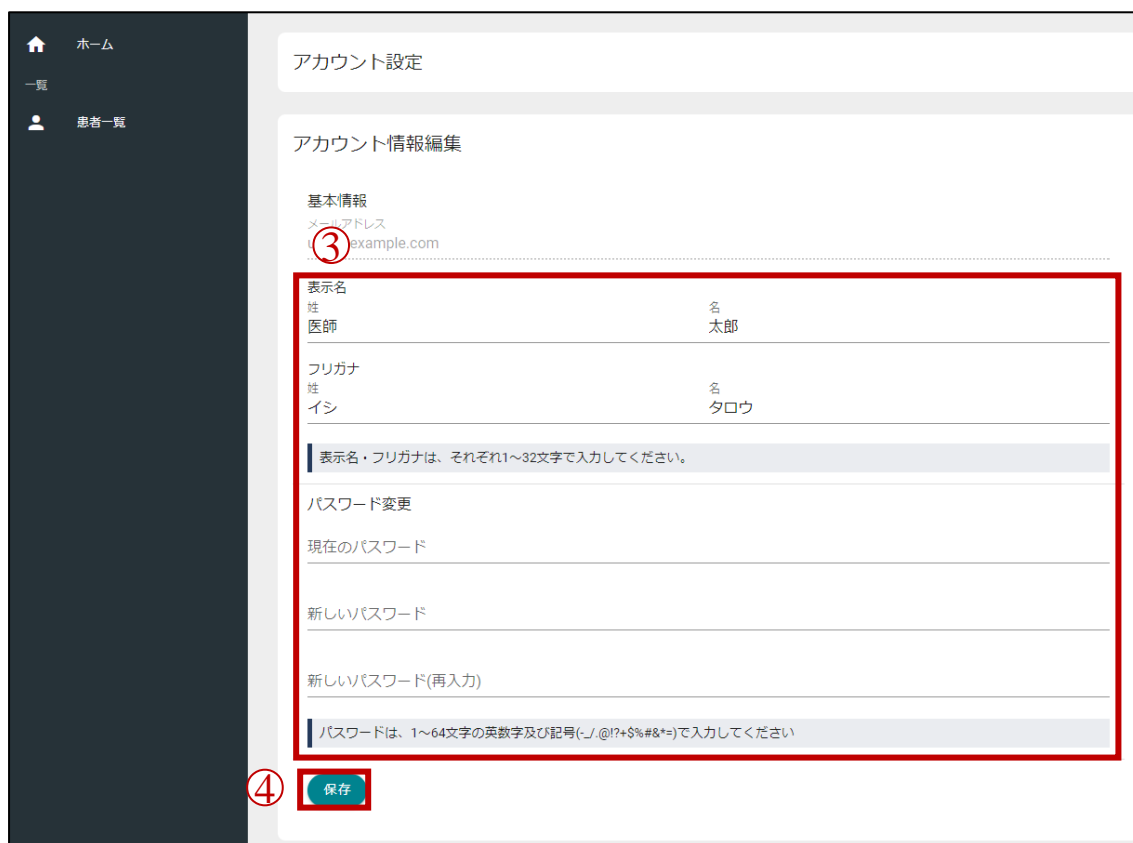 ホーム
一覧
患者一覧
アカウント設定
アカウント情報編集
基本情報
メールアドレス
example.com
③
表示名
姓 名
医師 太郎
フリガナ
姓 名
イシ タロウ
表示名・フリガナは、それぞれ1～32文字で入力してください。
パスワード変更
現在のパスワード
新しいパスワード
新しいパスワード(再入力)
パスワードは、1～64文字の英数字及び記号(-_/.@!?+$%#&*=)で入力してください
④ 保存